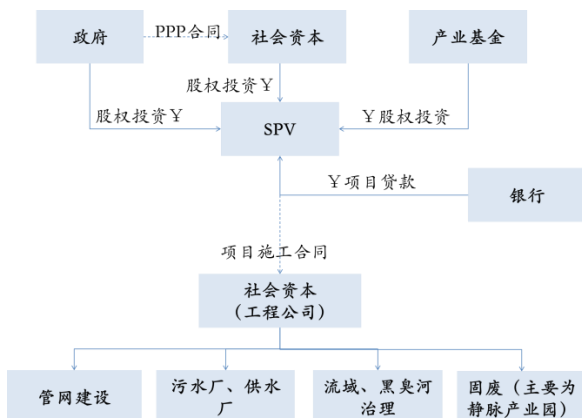 政府
PPP合同
社会资本
产业基金
股权投资¥
股权投资¥
¥股权投资
SPV
¥项目贷款
银行
项目施工合同
社会资本
（工程公司）
管网建设
污水厂、供水
厂
流域、黑臭河
治理
固废（主要为
静脉产业园）